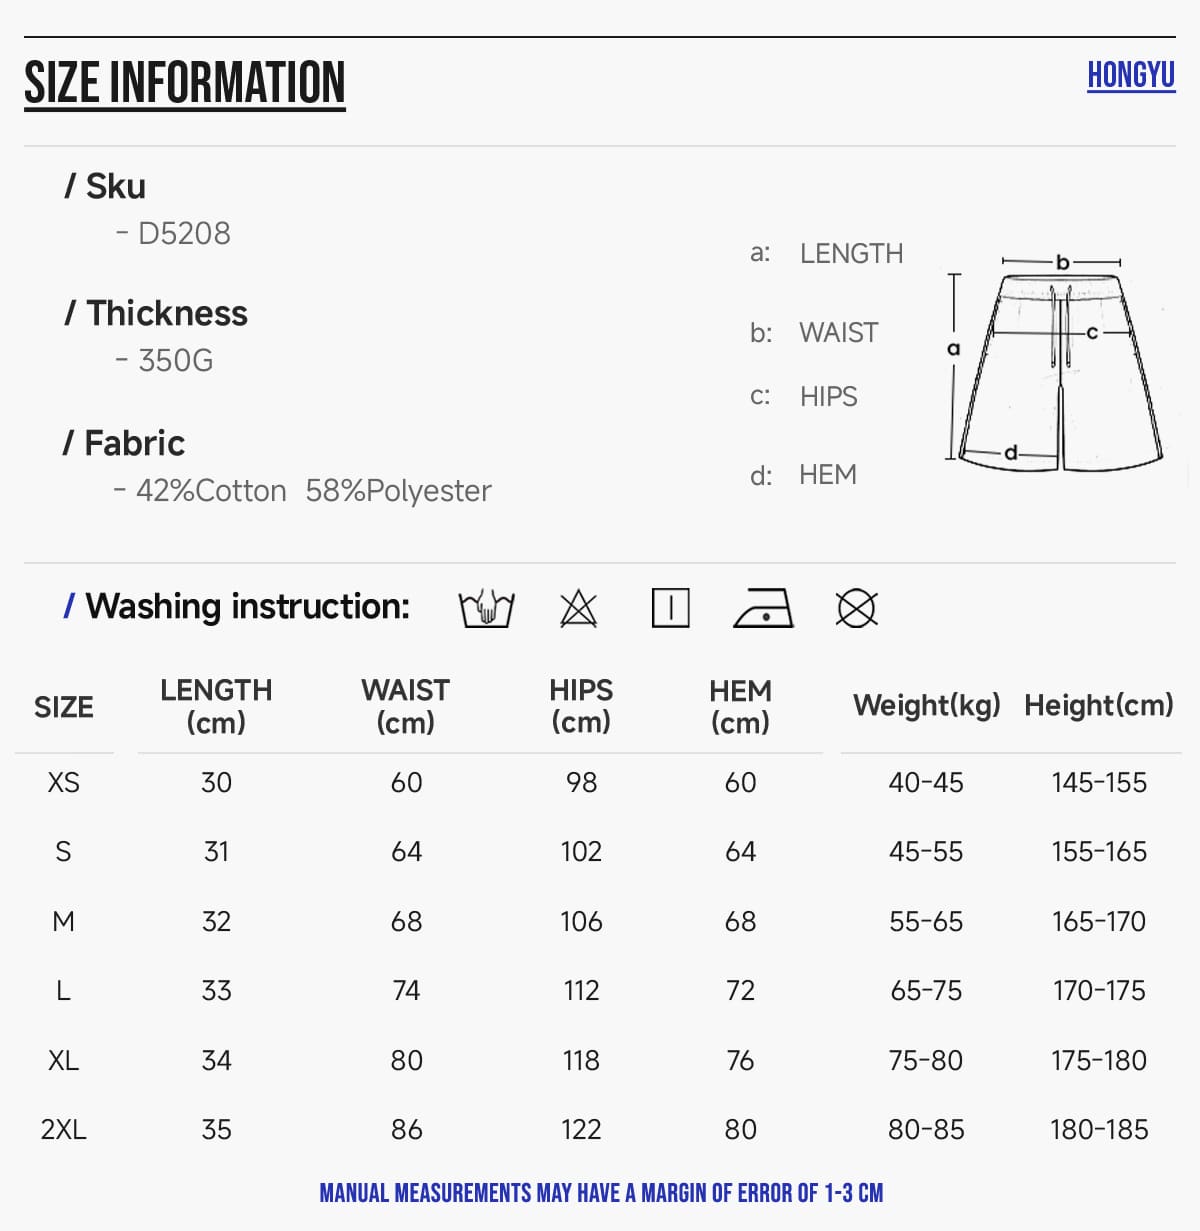 SIZE INFORMATION
HONGYU
/ Sku
- D5208
/ Thickness
- 350G
/ Fabric
- 42%Cotton 58%Polyester
a: LENGTH
b: WAIST
c: HIPS
d: HEM
b
a
c
d
/ Washing instruction:
SIZE LENGTH (cm) WAIST (cm) HIPS (cm) HEM (cm) Weight(kg) Height(cm)
XS 30 60 98 60 40-45 145-155
S 31 64 102 64 45-55 155-165
M 32 68 106 68 55-65 165-170
L 33 74 112 72 65-75 170-175
XL 34 80 118 76 75-80 175-180
2XL 35 86 122 80 80-85 180-185
MANUAL MEASUREMENTS MAY HAVE A MARGIN OF ERROR OF 1-3 CM